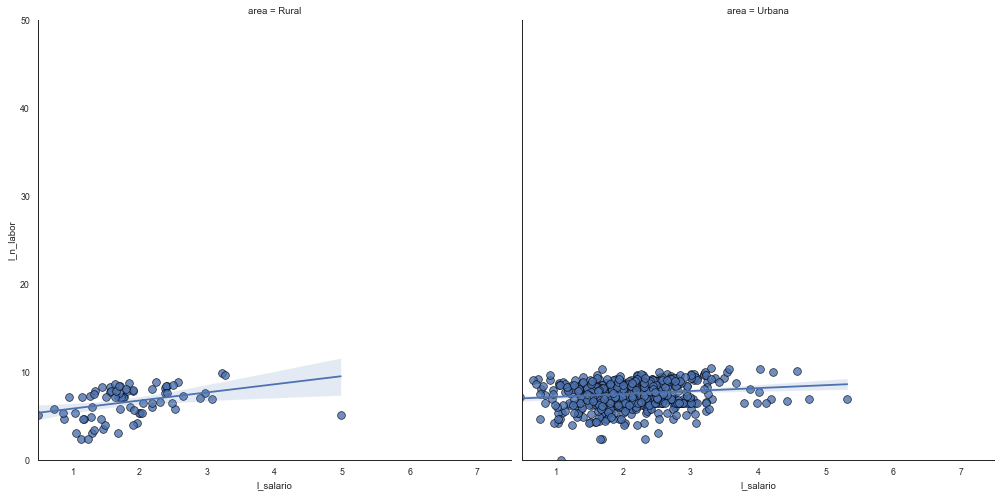 area = Rural
area = Urbana
50
40
30
20
10
0
l_n_labor
1 2 3 4 5 6 7
1 2 3 4 5 6 7
l_salario
l_salario